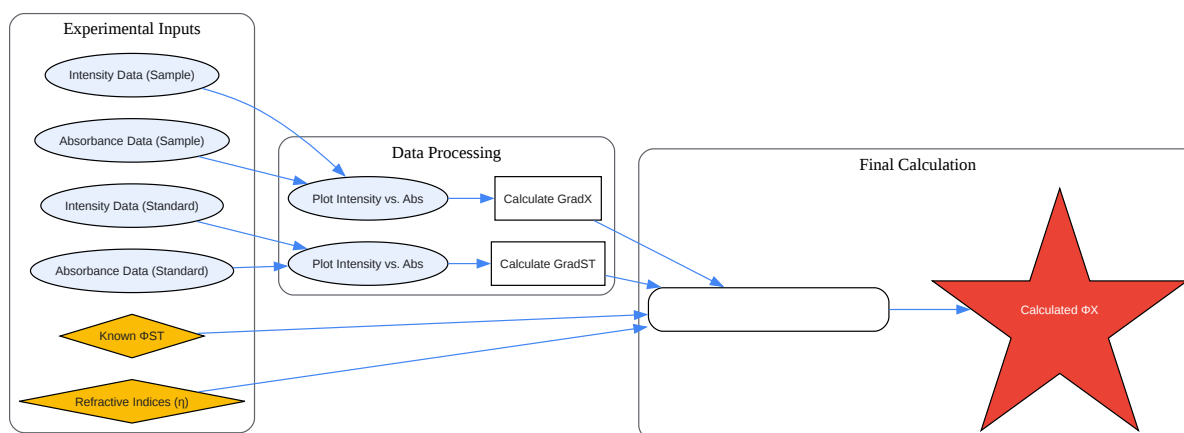 Experimental Inputs
Intensity Data (Sample)
Absorbance Data (Sample)
Intensity Data (Standard)
Absorbance Data (Standard)
Known ΦST
Refractive Indices (η)
Data Processing
Plot Intensity vs. Abs
Calculate GradX
Plot Intensity vs. Abs
Calculate GradST
Final Calculation
Calculated ΦX